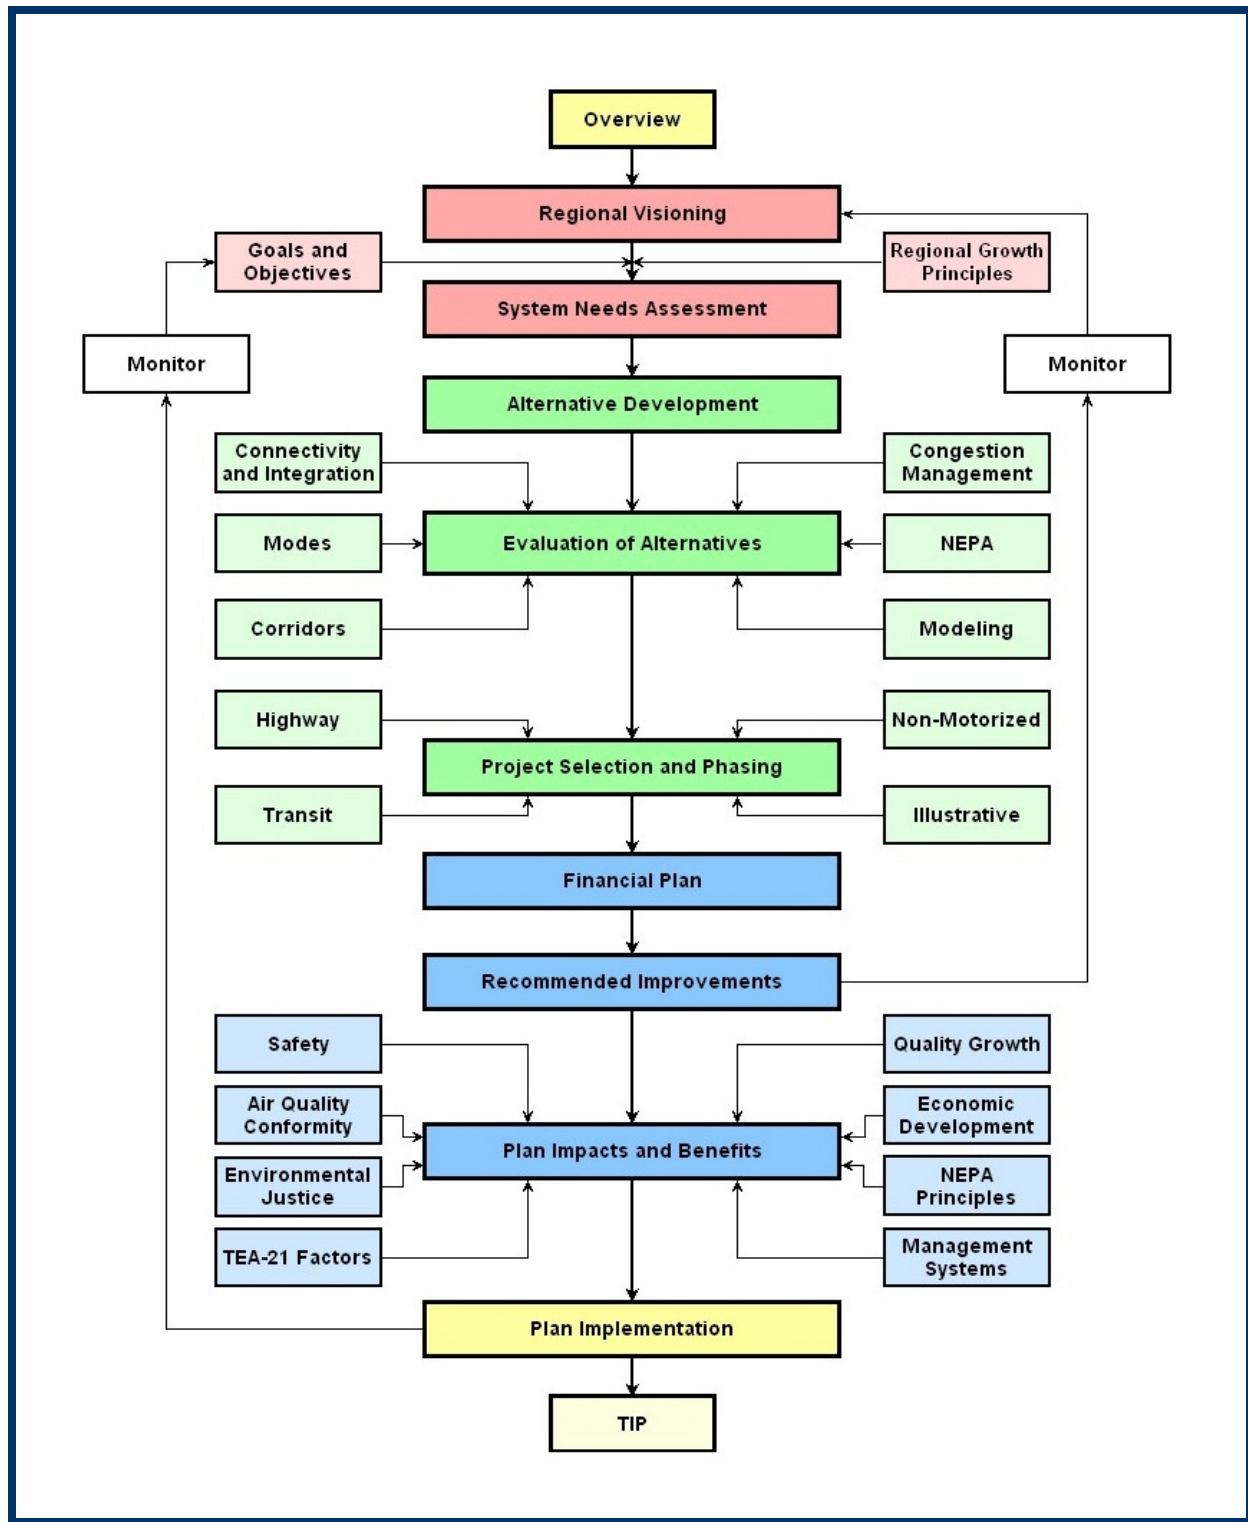 Overview
Regional Visioning
Goals and
Objectives
Regional Growth
Principles
System Needs Assessment
Monitor
Monitor
Alternative Development
Connectivity
and Integration
Congestion
Management
Modes
Evaluation of Alternatives
NEPA
Corridors
Modeling
Highway
Non-Motorized
Project Selection and Phasing
Transit
Illustrative
Financial Plan
Recommended Improvements
Safety
Quality Growth
Air Quality
Conformity
Economic
Development
Plan Impacts and Benefits
Environmental
Justice
NEPA
Principles
TEA-21 Factors
Management
Systems
Plan Implementation
TIP